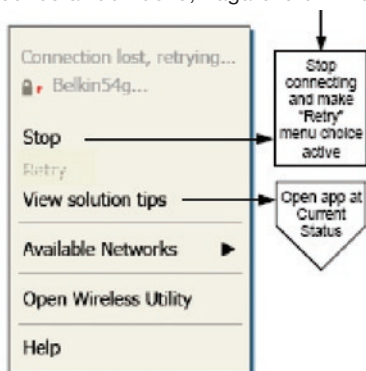 Connection lost, retrying...
Belkin54g...
Stop
Retry
View solution tips
Available Networks
Open Wireless Utility
Help
Stop
connecting
and make
"Retry"
menu choice
active
Open app at
Current
Status